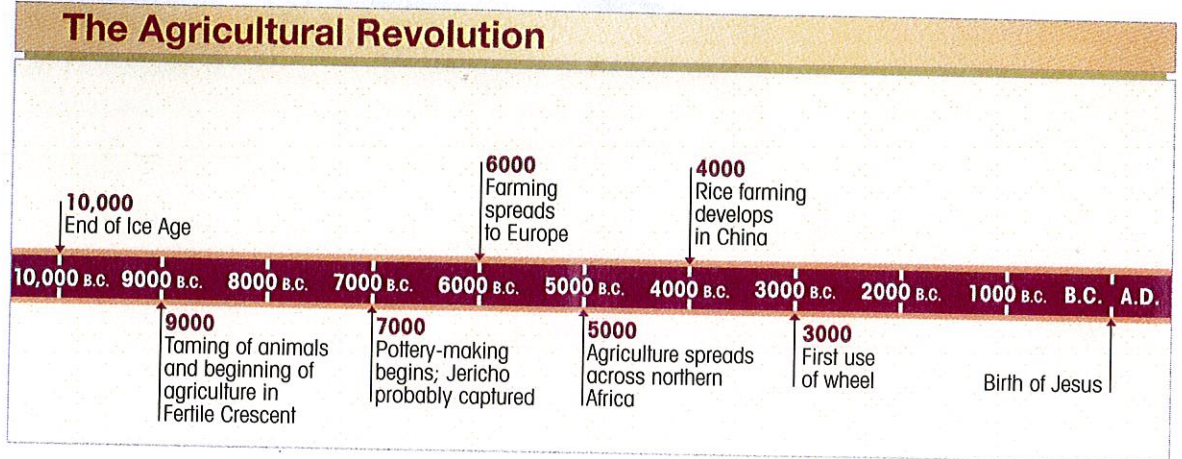 The Agricultural Revolution
10,000
End of Ice Age
6000
Farming
spreads
to Europe
4000
Rice farming
develops
in China
10,000 B.C. 9000 B.C. 8000 B.C. 7000 B.C. 6000 B.C. 5000 B.C. 4000 B.C. 3000 B.C. 2000 B.C. 1000 B.C. B.C. A.D.
9000
Taming of animals
and beginning of
agriculture in
Fertile Crescent
7000
Pottery-making
begins; Jericho
probably captured
5000
Agriculture spreads
across northern
Africa
3000
First use
of wheel
Birth of Jesus